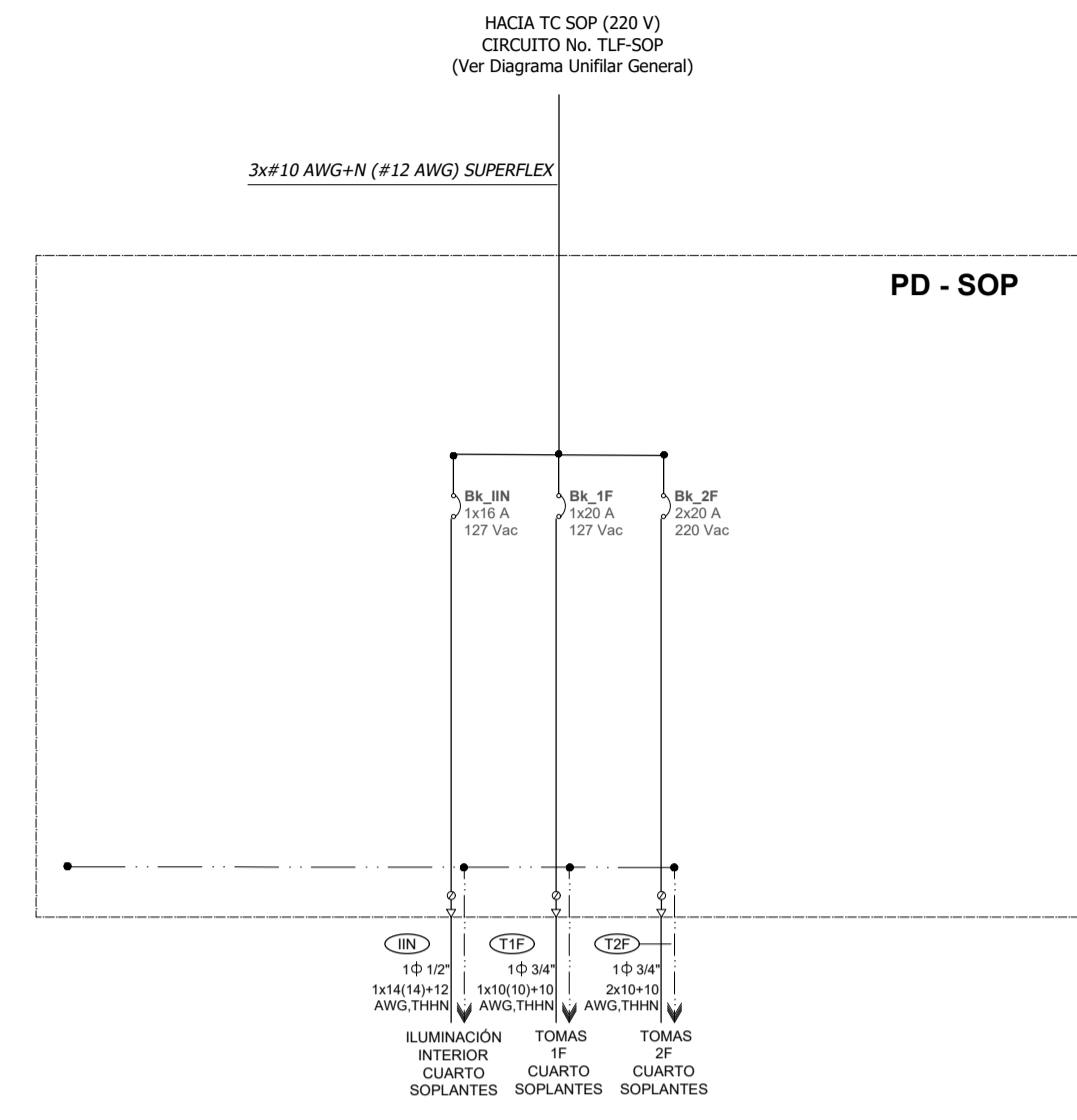 HACIA TC SOP (220 V)
CIRCUITO No. TLF-SOP
(Ver Diagrama Unifilar General)
3x#10 AWG+N (#12 AWG) SUPERFLEX
PD - SOP
Bk_IIN
1x16 A
127 Vac
Bk_1F
1x20 A
127 Vac
Bk_2F
2x20 A
220 Vac
IIN
1Φ 1/2"
1x14(14)+12
AWG,THHN
ILUMINACIÓN
INTERIOR
CUARTO
SOPLANTES
T1F
1Φ 3/4"
1x10(10)+10
AWG,THHN
TOMAS
1F
CUARTO
SOPLANTES
T2F
1Φ 3/4"
2x10+10
AWG,THHN
TOMAS
2F
CUARTO
SOPLANTES